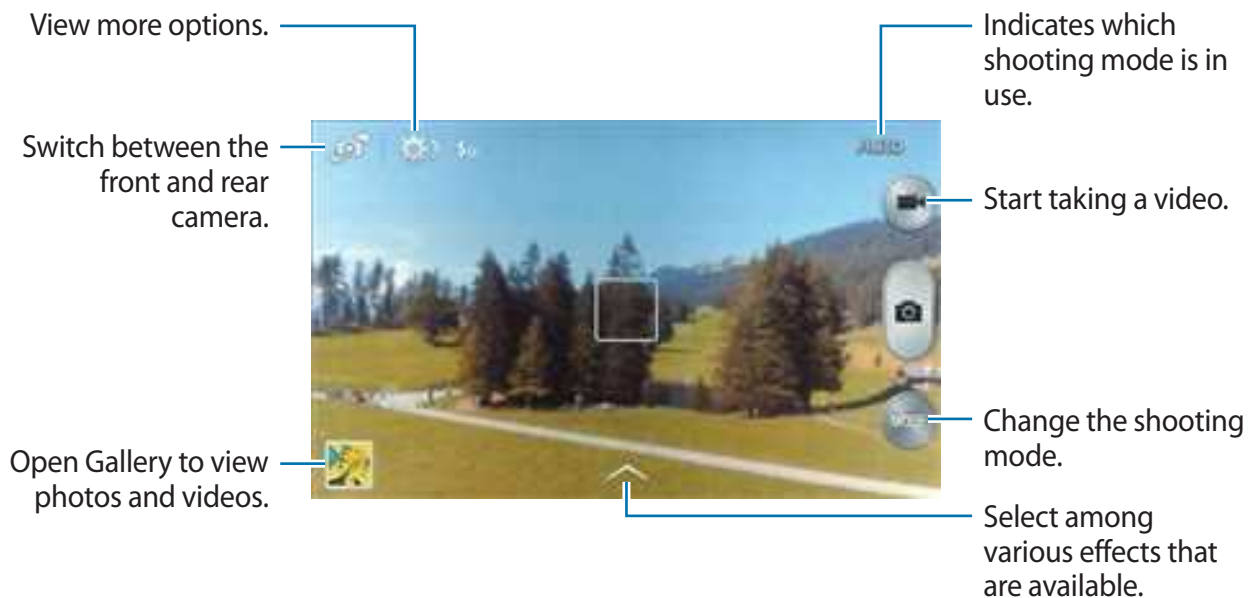 View more options.
Switch between the
front and rear
camera.
Open Gallery to view
photos and videos.
Indicates which
shooting mode is in
use.
AUTO
Start taking a video.
Change the shooting
mode.
Select among
various effects that
are available.